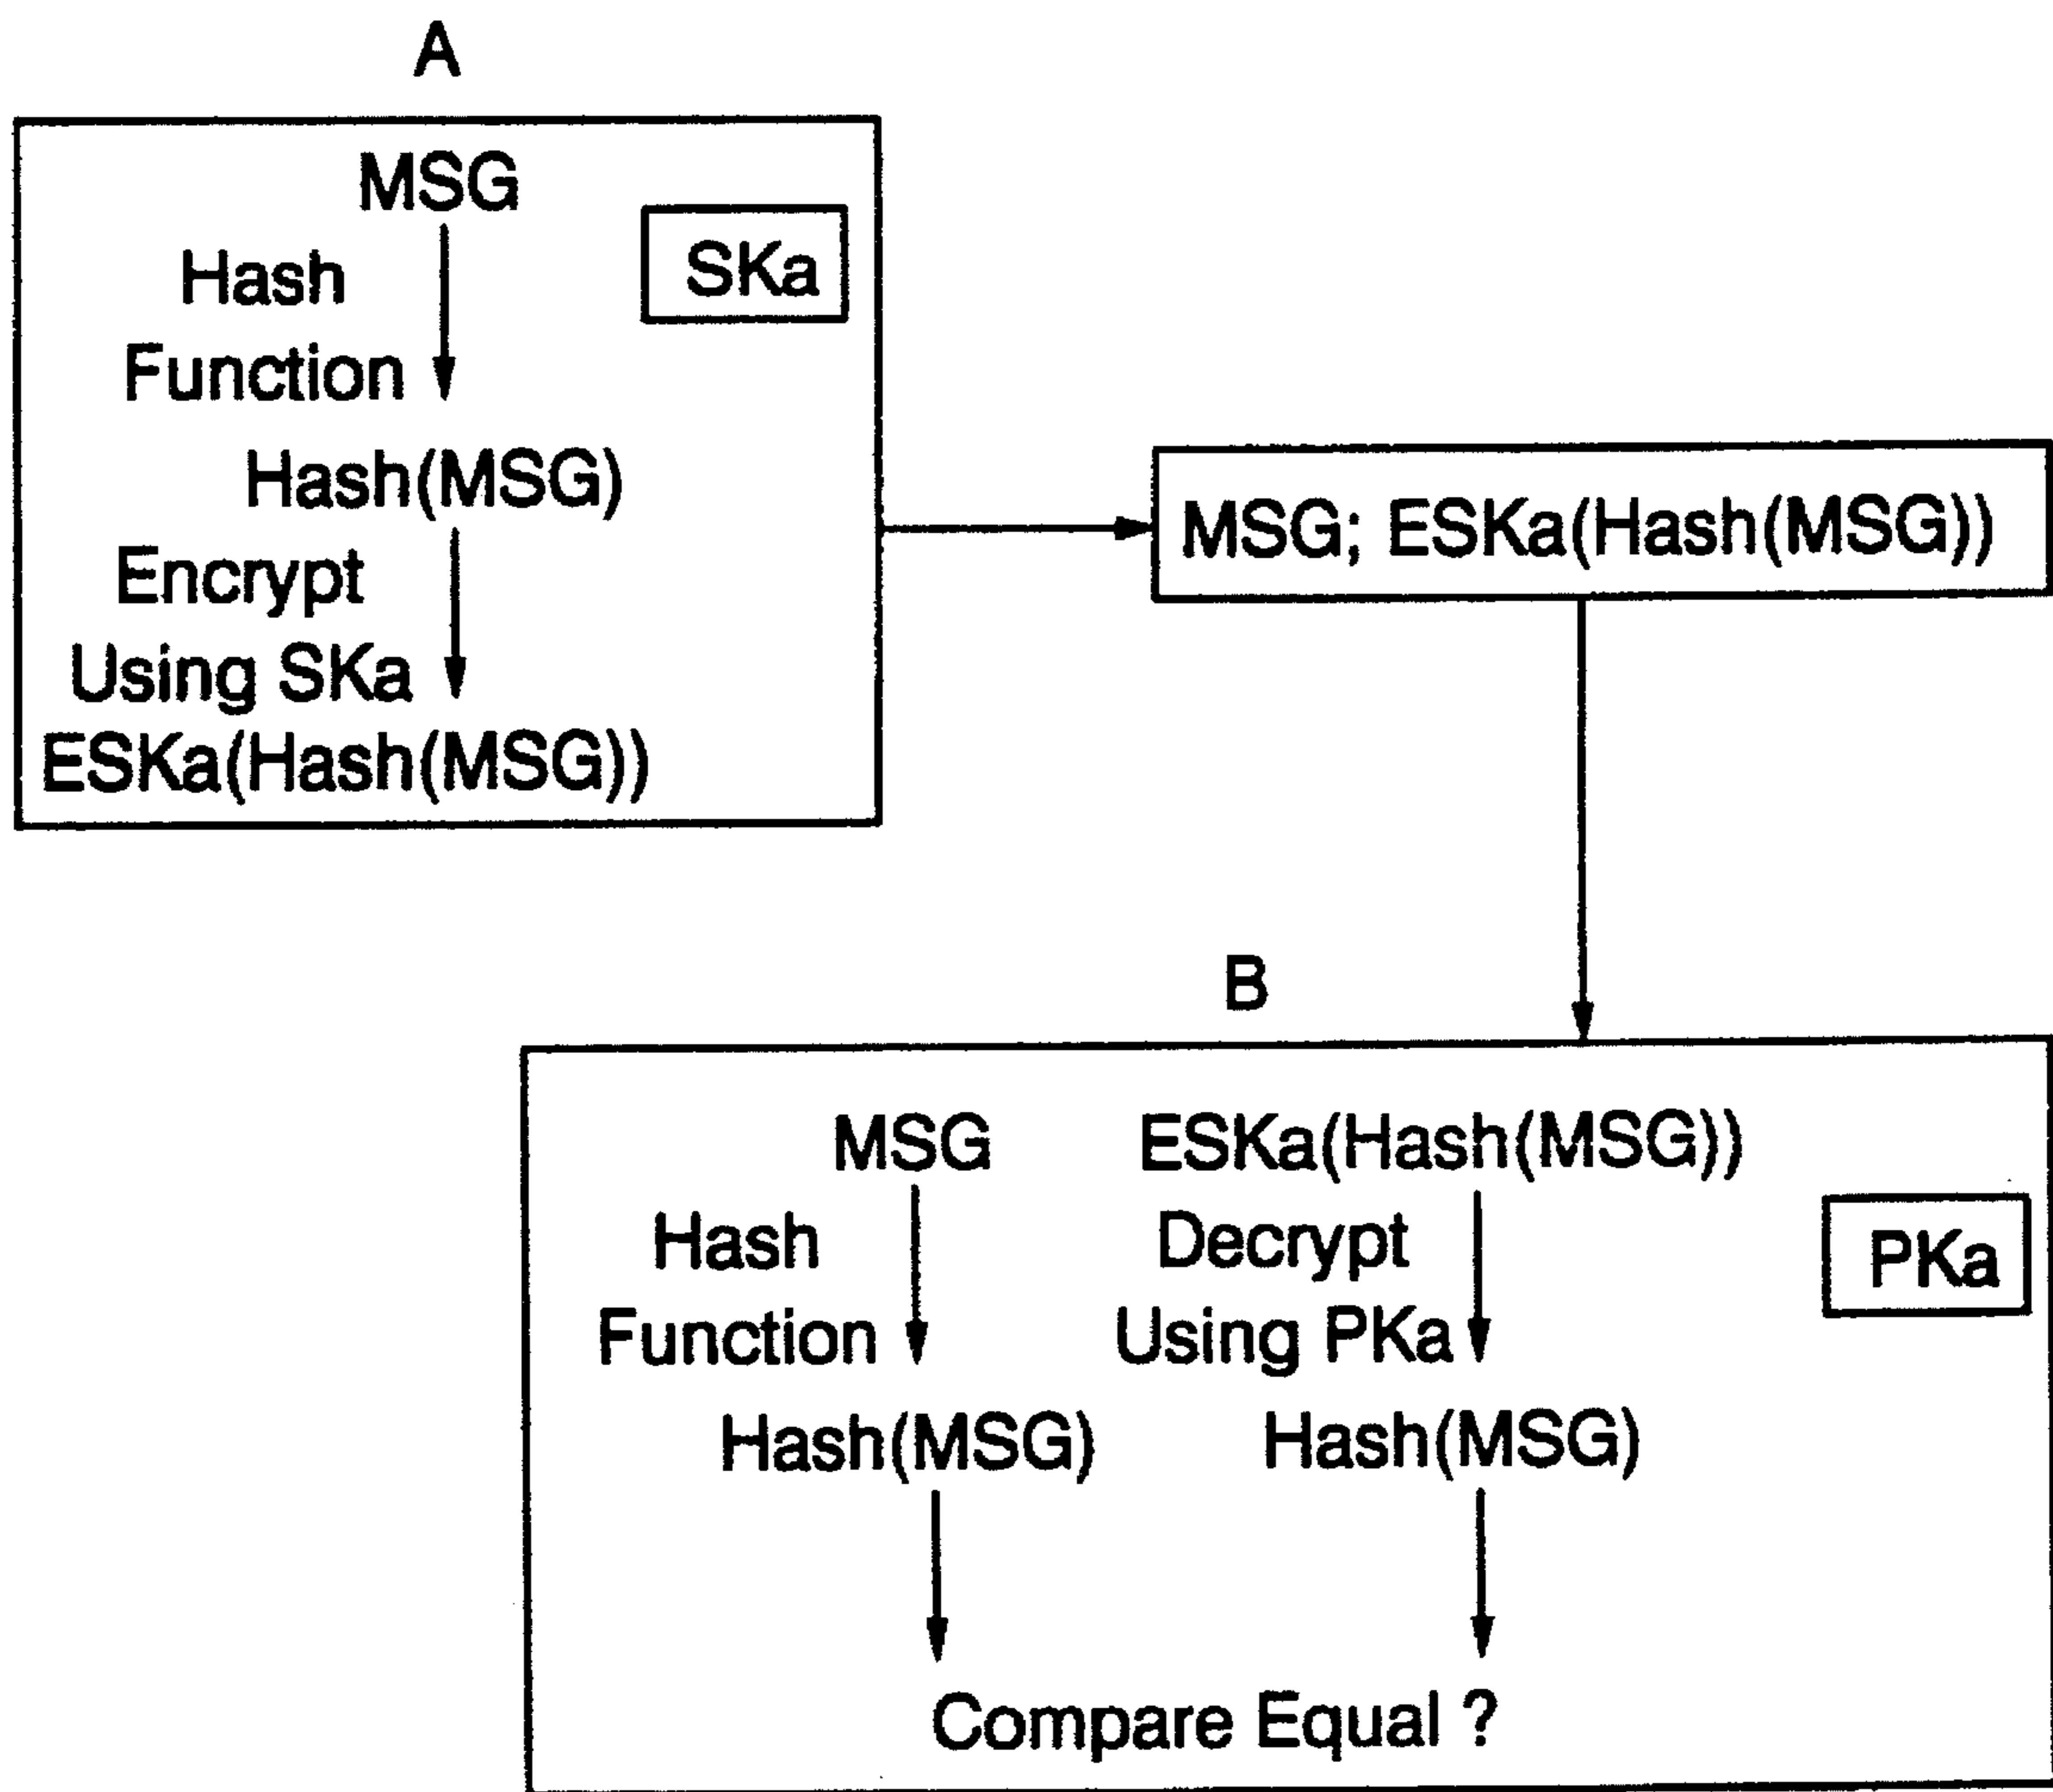 A
MSG
SKa
Hash
Function
Hash(MSG)
Encrypt
Using SKa
ESKa(Hash(MSG))
MSG; ESKa(Hash(MSG))
B
MSG
ESKa(Hash(MSG))
Hash
Function
Decrypt
Using PKa
PKa
Hash(MSG)
Hash(MSG)
Compare Equal ?